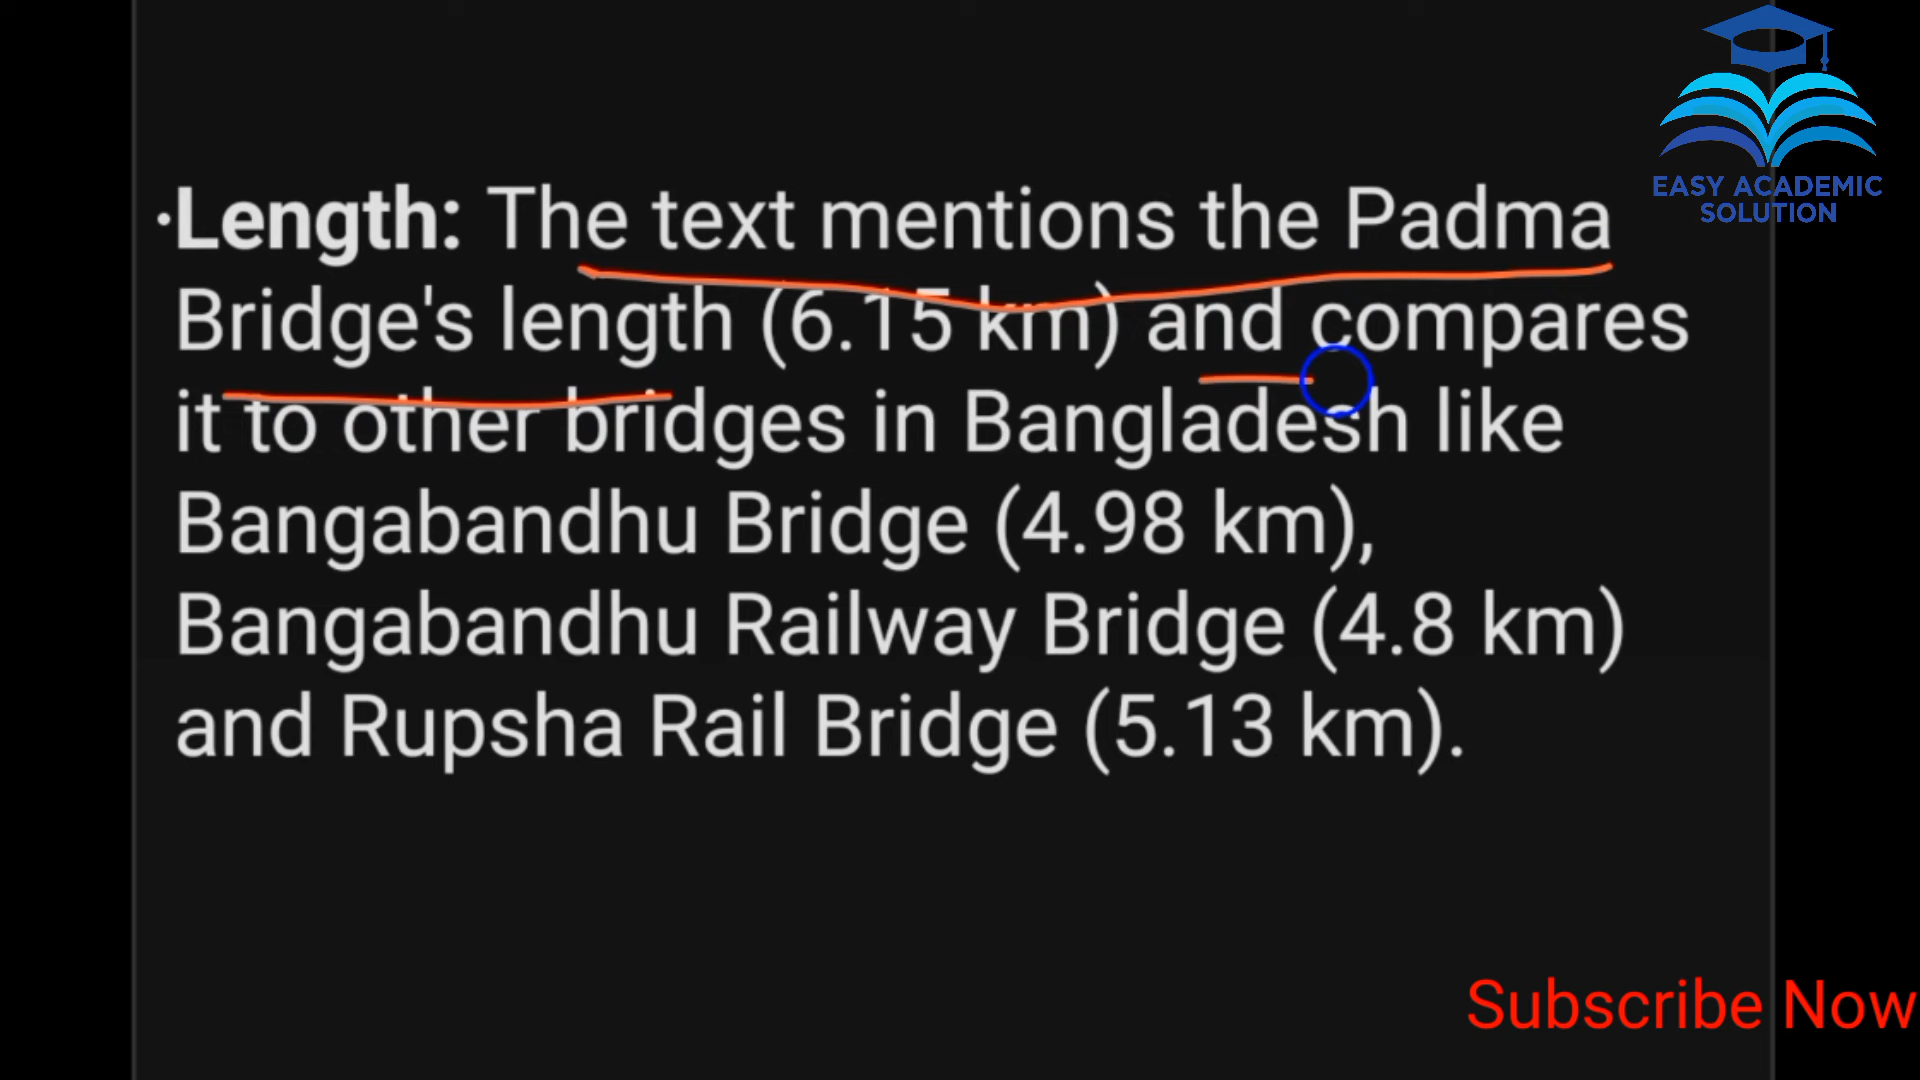 ·Length: The text mentions the Padma
Bridge's length (6.15 km) and compares
it to other bridges in Bangladesh like
Bangabandhu Bridge (4.98 km),
Bangabandhu Railway Bridge (4.8 km)
and Rupsha Rail Bridge (5.13 km).
EASY ACADEMIC
SOLUTION
Subscribe Now